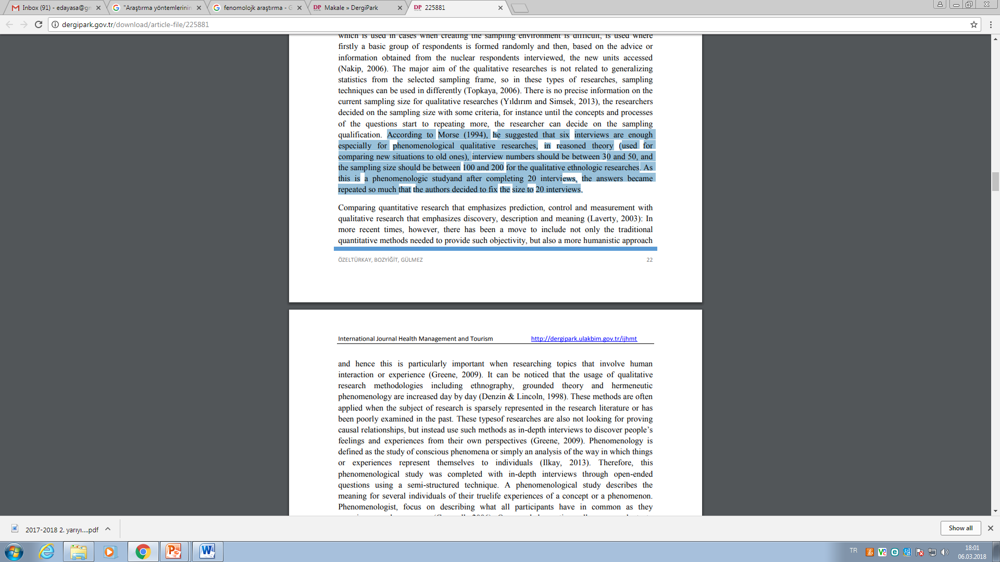 Inbox (91) - edayasa@gr
"Araştırma yöntemlerinin
fenomolojk araştırma - G
DP Makale » DergiPark
DP 225881
dergipark.gov.tr/download/article-file/225881
which is used in cases when creating the sampling environment is difficult, is used where
firstly a basic group of respondents is formed randomly and then, based on the advice or
information obtained from the nuclear respondents interviewed, the new units accessed
(Nakip, 2006). The major aim of the qualitative researches is not related to generalizing
statistics from the selected sampling frame, so in these types of researches, sampling
techniques can be used in differently (Topkaya, 2006). There is no precise information on the
current sampling size for qualitative researches (Yıldırım and Simsek, 2013), the researchers
decided on the sampling size with some criteria, for instance until the concepts and processes
of the questions start to repeating more, the researcher can decide on the sampling
qualification. According to Morse (1994), he suggested that six interviews are enough
especially for phenomenological qualitative researches, in reasoned theory (used for
comparing new situations to old ones), interview numbers should be between 30 and 50, and
the sampling size should be between 100 and 200 for the qualitative ethnologic researches. As
this is a phenomenologic studyand after completing 20 interviews, the answers became
repeated so much that the authors decided to fix the size to 20 interviews.
Comparing quantitative research that emphasizes prediction, control and measurement with
qualitative research that emphasizes discovery, description and meaning (Laverty, 2003): In
more recent times, however, there has been a move to include not only the traditional
quantitative methods needed to provide such objectivity, but also a more humanistic approach
ÖZELTÜRKAY, BOZYİĞİT, GÜLMEZ 22
International Journal Health Management and Tourism http://dergipark.ulakbim.gov.tr/ijhmt
and hence this is particularly important when researching topics that involve human
interaction or experience (Greene, 2009). It can be noticed that the usage of qualitative
research methodologies including ethnography, grounded theory and hermeneutic
phenomenology are increased day by day (Denzin & Lincoln, 1998). These methods are often
applied when the subject of research is sparsely represented in the research literature or has
been poorly examined in the past. These typesof researches are also not looking for proving
causal relationships, but instead use such methods as in-depth interviews to discover people's
feelings and experiences from their own perspectives (Greene, 2009). Phenomenology is
defined as the study of conscious phenomena or simply an analysis of the way in which things
or experiences represent themselves to individuals (Ilkay, 2013). Therefore, this
phenomenological study was completed with in-depth interviews through open-ended
questions using a semi-structured technique. A phenomenological study describes the
meaning for several individuals of their truelife experiences of a concept or a phenomenon.
Phenomenologist, focus on describing what all participants have in common as they
2017-2018 2. yarıyı....pdf
Show all
TR
18:01
06.03.2018